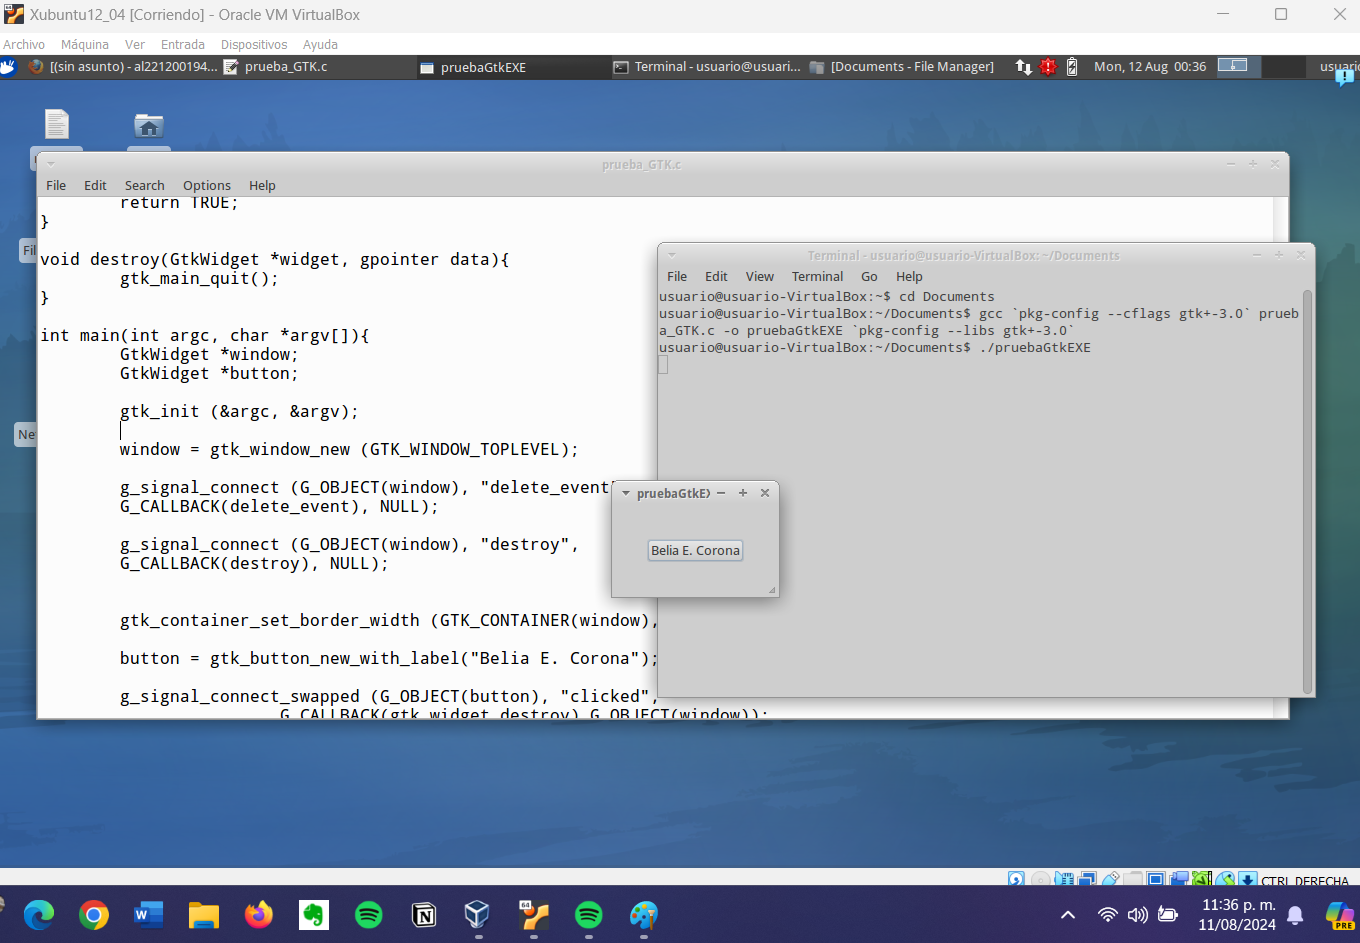 Xubuntu12_04 [Corriendo] - Oracle VM VirtualBox
Archivo Máquina Ver Entrada Dispositivos Ayuda
[(sin asunto) - al221200194... prueba_GTK.c pruebaGtkEXE Terminal - usuario@usuari... [Documents - File Manager] Mon, 12 Aug 00:36
prueba_GTK.c
File Edit Search Options Help
return TRUE;
}
void destroy(GtkWidget *widget, gpointer data){
gtk_main_quit();
}
int main(int argc, char *argv[]){
GtkWidget *window;
GtkWidget *button;
gtk_init (&argc, &argv);
window = gtk_window_new (GTK_WINDOW_TOPLEVEL);
g_signal_connect (G_OBJECT(window), "delete_event"
G_CALLBACK(delete_event), NULL);
g_signal_connect (G_OBJECT(window), "destroy",
G_CALLBACK(destroy), NULL);
gtk_container_set_border_width (GTK_CONTAINER(window),
button = gtk_button_new_with_label("Belia E. Corona");
g_signal_connect_swapped (G_OBJECT(button), "clicked",
G_CALLBACK(gtk_widget_destroy),G_OBJECT(window));
Terminal - usuario@usuario-VirtualBox: ~/Documents
File Edit View Terminal Go Help
usuario@usuario-VirtualBox:~$ cd Documents
usuario@usuario-VirtualBox:~/Documents$ gcc `pkg-config --cflags gtk+-3.0` prueb
a_GTK.c -o pruebaGtkEXE `pkg-config --libs gtk+-3.0`
usuario@usuario-VirtualBox:~/Documents$ ./pruebaGtkEXE
pruebaGtkEX
Belia E. Corona
CTRL DERECHA
11:36 p. m.
11/08/2024
PRE